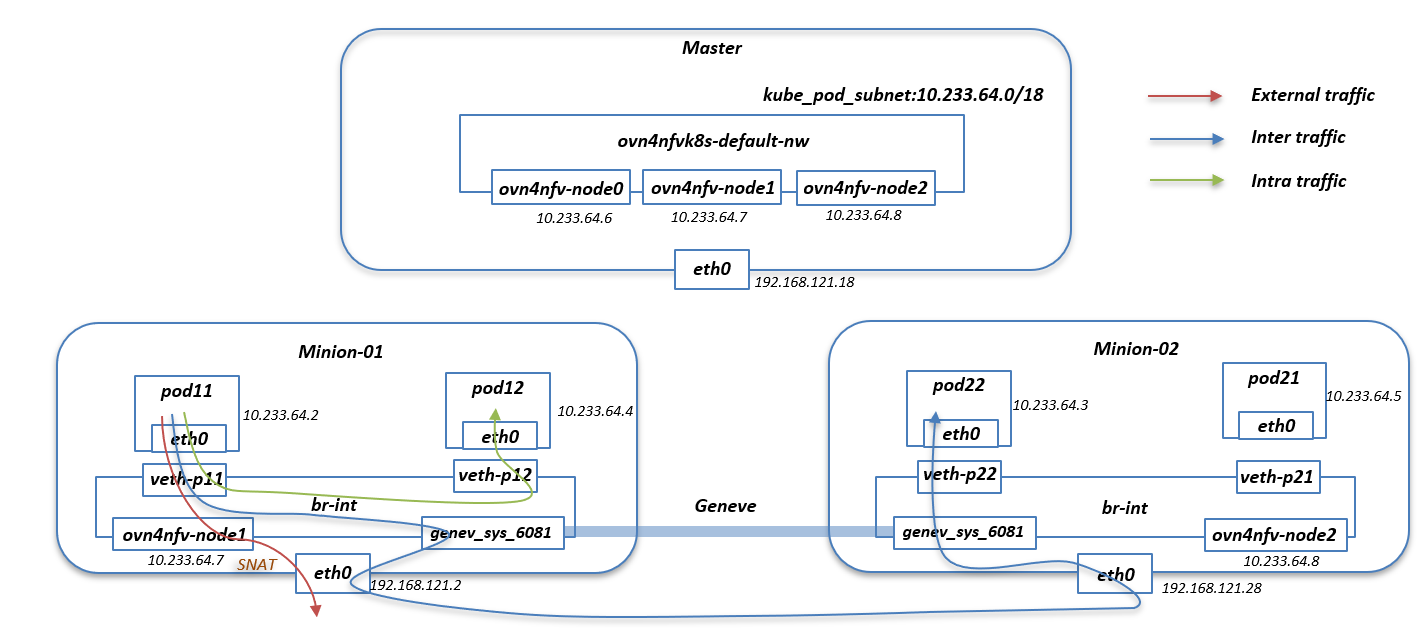 Master
kube_pod_subnet:10.233.64.0/18
ovn4nfvk8s-default-nw
ovn4nfv-node0
ovn4nfv-node1
ovn4nfv-node2
10.233.64.6
10.233.64.7
10.233.64.8
eth0
192.168.121.18
External traffic
Inter traffic
Intra traffic
Minion-01
pod11
10.233.64.2
eth0
veth-p11
pod12
10.233.64.4
eth0
veth-p12
br-int
ovn4nfv-node1
10.233.64.7
SNAT
genev_sys_6081
eth0
192.168.121.2
Geneve
Minion-02
pod22
10.233.64.3
eth0
veth-p22
pod21
10.233.64.5
eth0
veth-p21
br-int
genev_sys_6081
ovn4nfv-node2
10.233.64.8
eth0
192.168.121.28